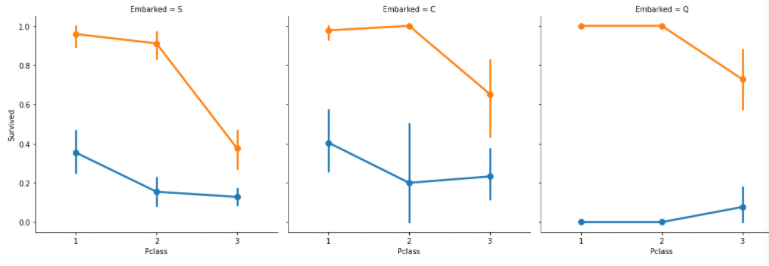 Embarked = S
Embarked = C
Embarked = Q
Survived
1.0
0.8
0.6
0.4
0.2
0.0
1 2 3
1 2 3
1 2 3
Pclass
Pclass
Pclass